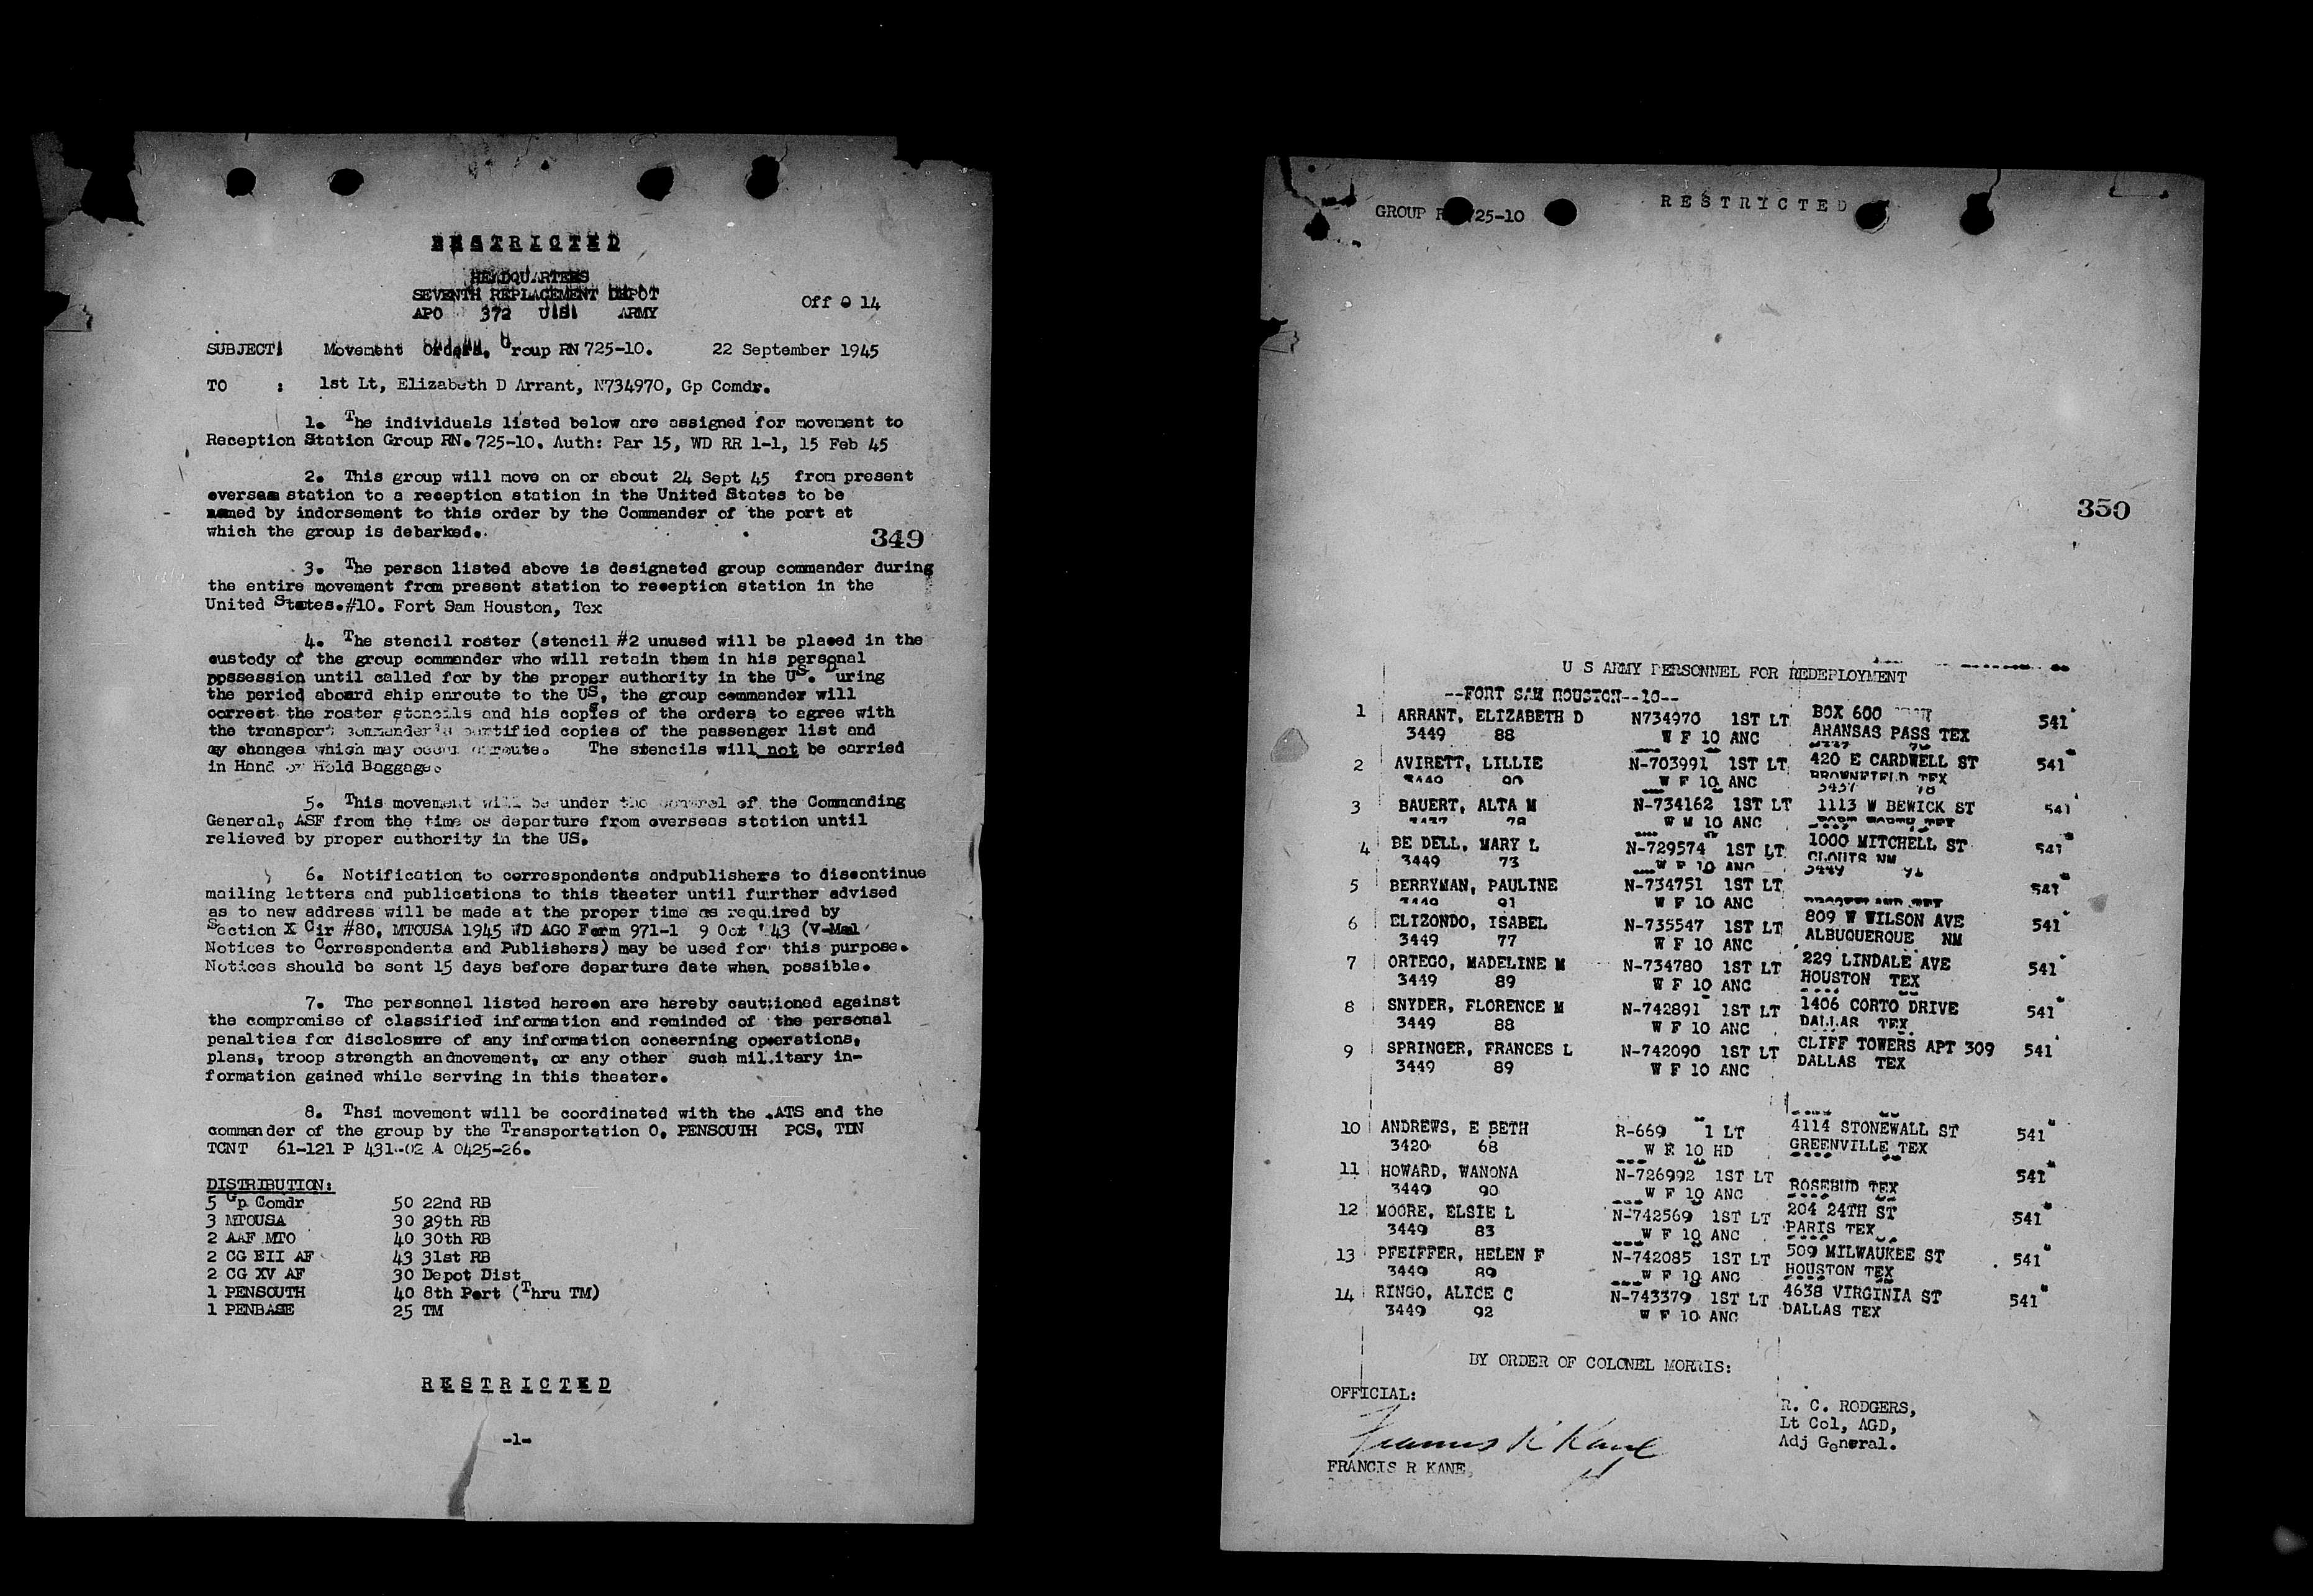 RESTRICTED
HEADQUARTERS
SEVENTH REPLACEMENT DEPOT
APO 372 U.S. ARMY
Off 0 14
SUBJECT: Movement Orders, Group RN 725-10. 22 September 1945
TO : 1st Lt, Elizabeth D Arrant, N734970, Gp Comdr.
1. The individuals listed below are assigned for movement to
Reception Station Group RN. 725-10. Auth: Par 15, WD RR 1-1, 15 Feb 45
2. This group will move on or about 24 Sept 45 from present
oversea station to a reception station in the United States to be
named by indorsement to this order by the Commander of the port at
which the group is debarked.
349
3. The person listed above is designated group commander during
the entire movement from present station to reception station in the
United States.#10. Fort Sam Houston, Tex
4. The stencil roster (stencil #2 unused will be placed in the
custody of the group commander who will retain them in his personal
possession until called for by the proper authority in the US. During
the period aboard ship enroute to the US, the group commander will
correct the roster stencils and his copies of the orders to agree with
the transport commander's certified copies of the passenger list and
any changes which may occur enroute. The stencils will not be carried
in Hand or Hold Baggage.
5. This movement will be under the control of the Commanding
General, ASF from the time os departure from overseas station until
relieved by proper authority in the US.
6. Notification to correspondents andpublishers to discontinue
mailing letters and publications to this theater until further advised
as to new address will be made at the proper time as required by
Section X Cir #80, MTOUSA 1945 WD AGO Form 971-1 9 Oct '43 (V-Mal
Notices to Correspondents and Publishers) may be used for this purpose.
Notices should be sent 15 days before departure date when possible.
7. The personnel listed hereon are hereby cautioned against
the compromise of classified information and reminded of the personal
penalties for disclosure of any information concerning operations,
plans, troop strength andmovement, or any other such military in-
formation gained while serving in this theater.
8. Thsi movement will be coordinated with the ATS and the
commander of the group by the Transportation O, PENSOUTH PCS, TDN
TCNT 61-121 P 431-02 A 0425-26.
DISTRIBUTION:
5 Gp Comdr 50 22nd RB
3 MTOUSA 30 29th RB
2 AAF MTO 40 30th RB
2 CG EII AF 43 31st RB
2 CG XV AF 30 Depot Dist
1 PENSOUTH 40 8th Port (Thru TM)
1 PENBASE 25 TM
RESTRICTED
-1-
GROUP 725-10 RESTRICTED
350
U S ARMY PERSONNEL FOR REDEPLOYMENT
--FORT SAM HOUSTON--10--
1 ARRANT, ELIZABETH D N734970 1ST LT BOX 600 541
3449 88 W F 10 ANC ARANSAS PASS TEX
2 AVIRETT, LILLIE N-703991 1ST LT 420 E CARDWELL ST 541
3449 90 W F 10 ANC BROWNFIELD TEX
3 BAUERT, ALTA M N-734162 1ST LT 1113 W BEWICK ST 541
3437 78 W M 10 ANC FORT WORTH TEX
4 BE DELL, MARY L N-729574 1ST LT 1000 MITCHELL ST 541
3449 73 W F 10 ANC CLOUIS NM
5 BERRYMAN, PAULINE N-734751 1ST LT 541
3449 91 W F 10 ANC
6 ELIZONDO, ISABEL N-735547 1ST LT 809 W WILSON AVE 541
3449 77 W F 10 ANC ALBUQUERQUE NM
7 ORTEGO, MADELINE M N-734780 1ST LT 229 LINDALE AVE 541
3449 89 W F 10 ANC HOUSTON TEX
8 SNYDER, FLORENCE M N-742891 1ST LT 1406 CORTO DRIVE 541
3449 88 W F 10 ANC DALLAS TEX
9 SPRINGER, FRANCES L N-742090 1ST LT CLIFF TOWERS APT 309 541
3449 89 W F 10 ANC DALLAS TEX
10 ANDREWS, E BETH R-669 1 LT 4114 STONEWALL ST 541
3420 68 W F 10 HD GREENVILLE TEX
11 HOWARD, WANONA N-726992 1ST LT 541
3449 90 W F 10 ANC ROSEBUD TEX
12 MOORE, ELSIE L N-742569 1ST LT 204 24TH ST 541
3449 83 W F 10 ANC PARIS TEX
13 PFEIFFER, HELEN F N-742085 1ST LT 509 MILWAUKEE ST 541
3449 89 W F 10 ANC HOUSTON TEX
14 RINGO, ALICE C N-743379 1ST LT 4638 VIRGINIA ST 541
3449 92 W F 10 ANC DALLAS TEX
BY ORDER OF COLONEL MORRIS:
OFFICIAL:
R. C. RODGERS,
Lt Col, AGD,
Adj General.
Francis R Kane
FRANCIS R KANE,